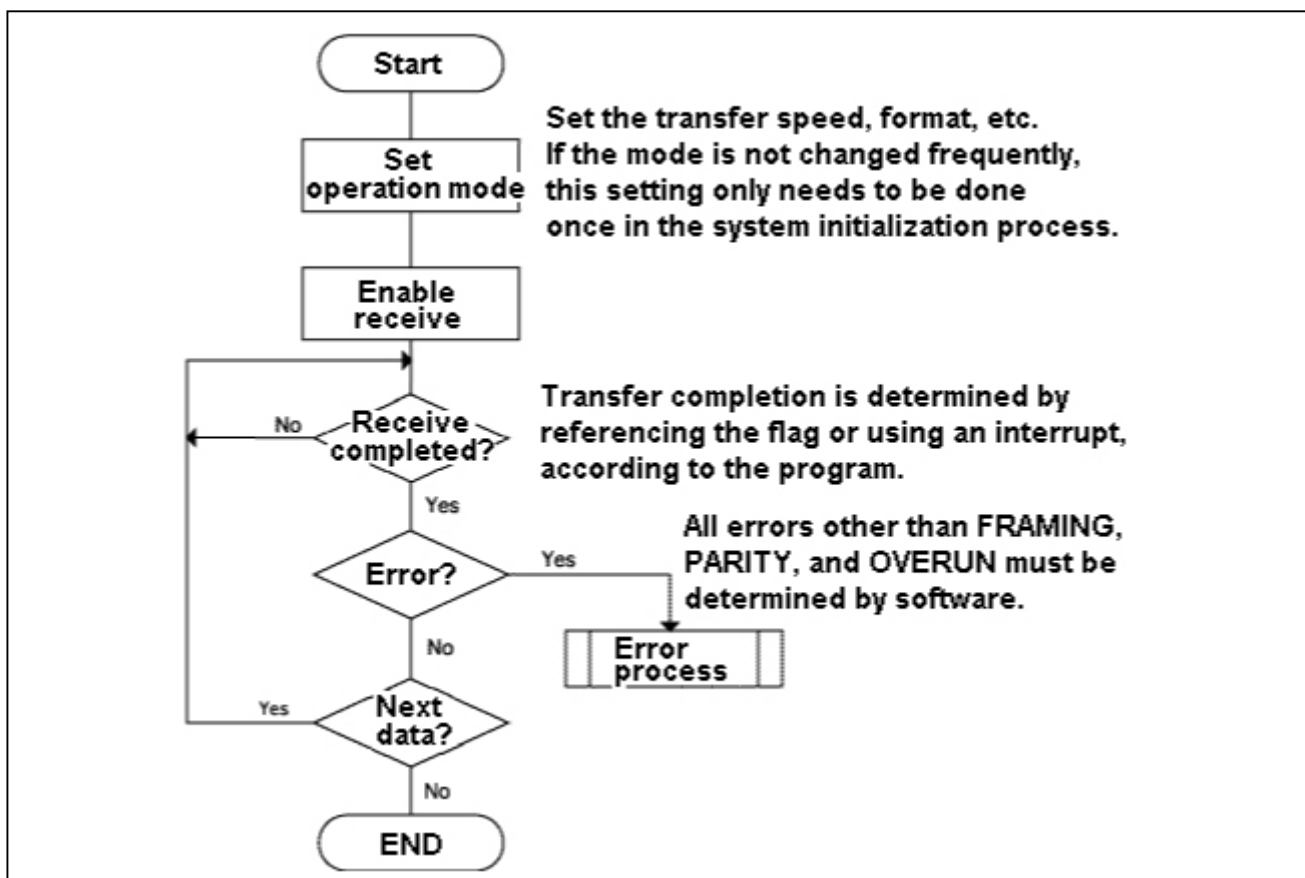 Start
Set
operation mode
Set the transfer speed, format, etc.
If the mode is not changed frequently,
this setting only needs to be done
once in the system initialization process.
Enable
receive
Receive
completed?
No
Yes
Transfer completion is determined by
referencing the flag or using an interrupt,
according to the program.
Error?
Yes
No
All errors other than FRAMING,
PARITY, and OVERUN must be
determined by software.
Error
process
Next
data?
Yes
No
END